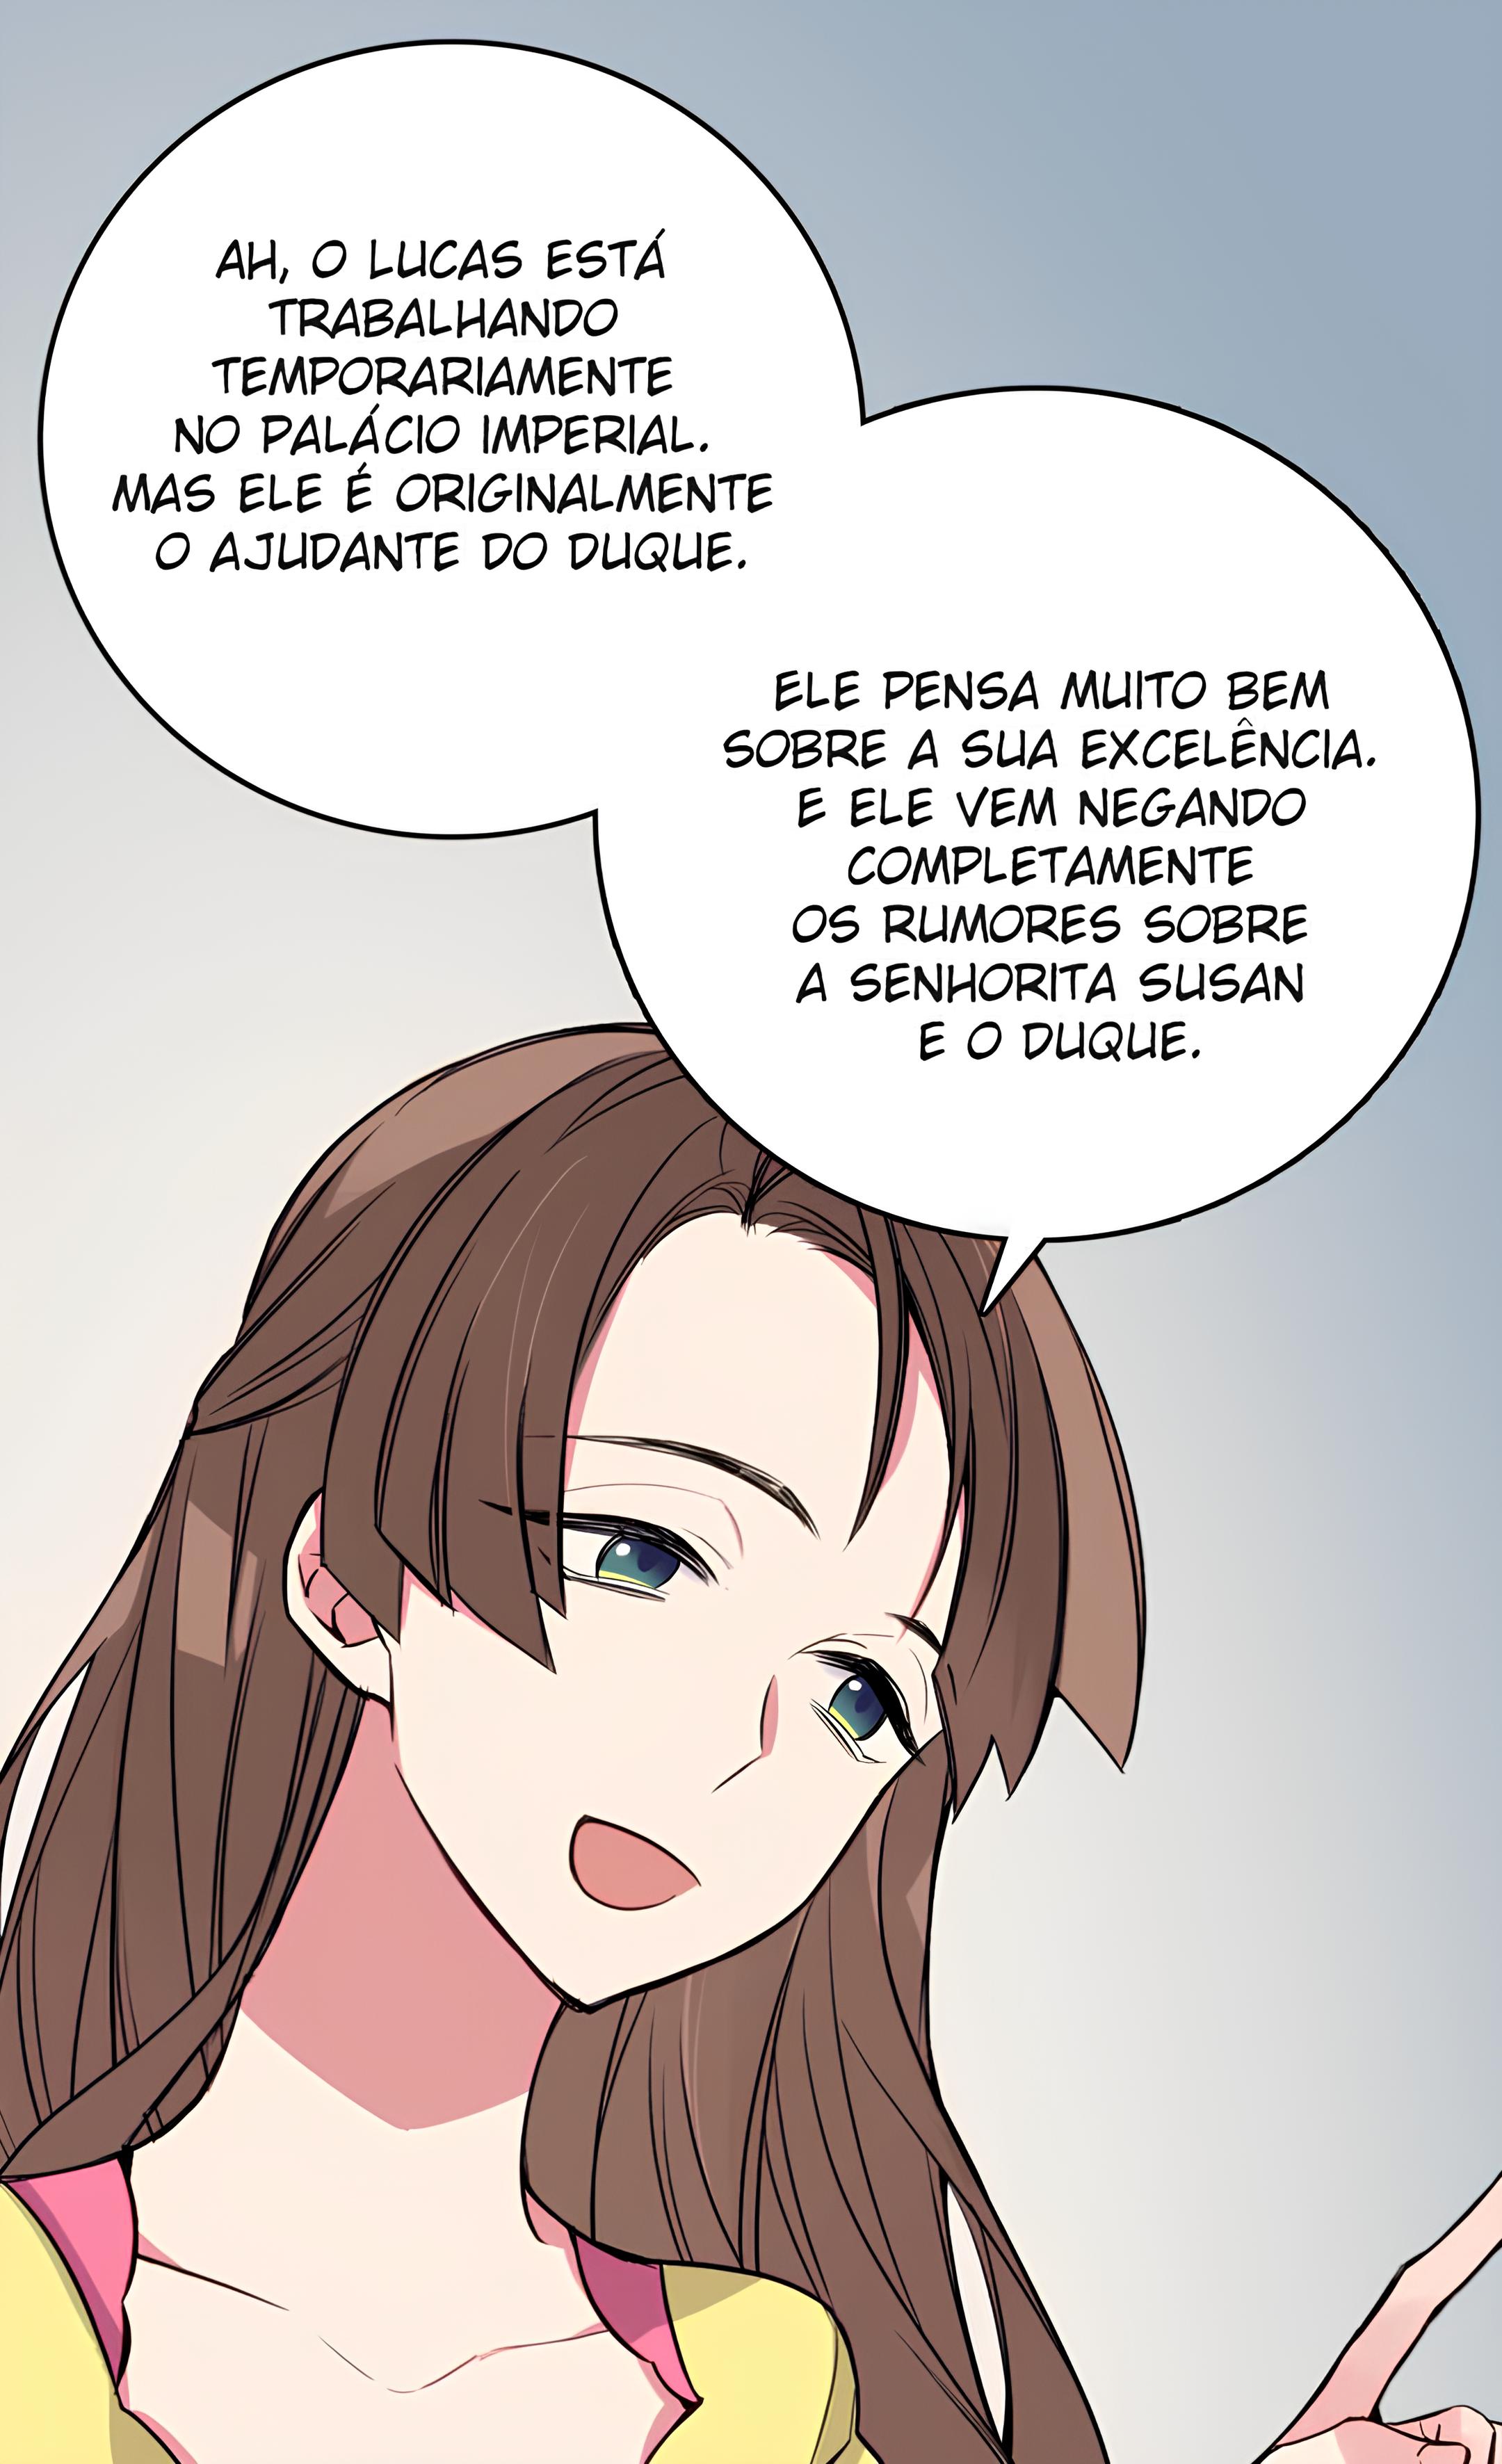 AH, O LUCAS ESTÁ
TRABALHANDO
TEMPORARIAMENTE
NO PALÁCIO IMPERIAL.
MAS ELE É ORIGINALMENTE
O AJUDANTE DO DUQUE.
ELE PENSA MUITO BEM
SOBRE A SUA EXCELÊNCIA.
E ELE VEM NEGANDO
COMPLETAMENTE
OS RUMORES SOBRE
A SENHORITA SUSAN
E O DUQUE.